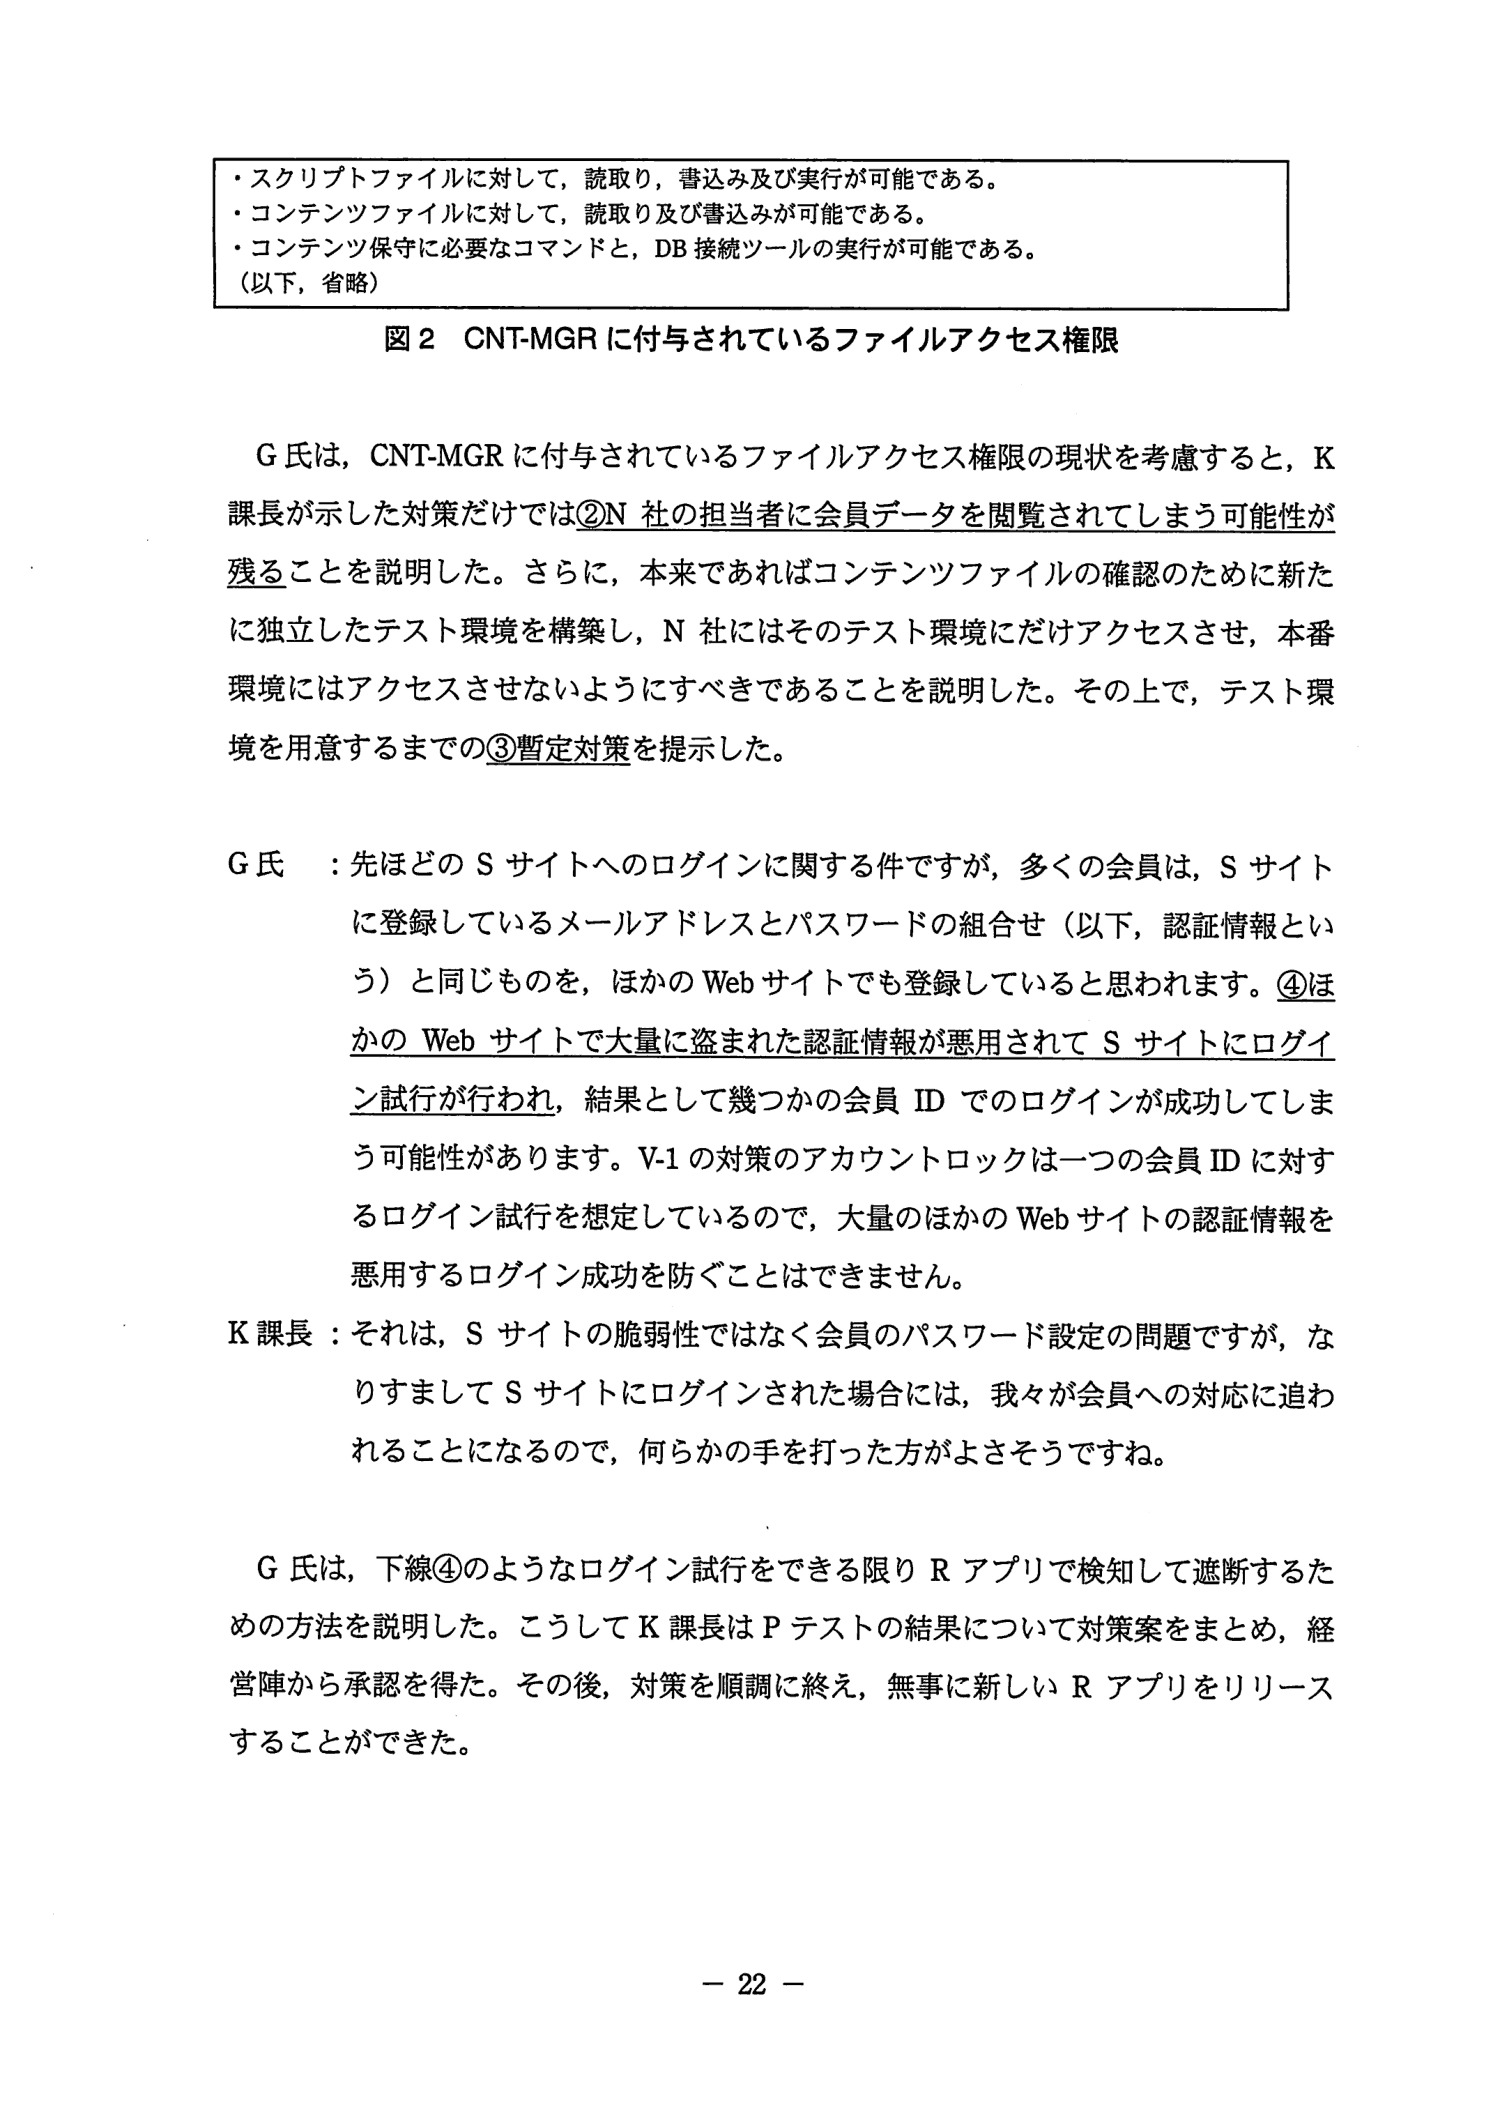 ・スクリプトファイルに対して，読取り，書込み及び実行が可能である。
・コンテンツファイルに対して，読取り及び書込みが可能である。
・コンテンツ保守に必要なコマンドと，DB 接続ツールの実行が可能である。
（以下，省略）
図 2　CNT-MGR に付与されているファイルアクセス権限
G 氏は，CNT-MGR に付与されているファイルアクセス権限の現状を考慮すると，K
課長が示した対策だけでは②N 社の担当者に会員データを閲覧されてしまう可能性が
残ることを説明した。さらに，本来であればコンテンツファイルの確認のために新た
に独立したテスト環境を構築し，N 社にはそのテスト環境にだけアクセスさせ，本番
環境にはアクセスさせないようにすべきであることを説明した。その上で，テスト環
境を用意するまでの③暫定対策を提示した。
G 氏　：先ほどの S サイトへのログインに関する件ですが，多くの会員は，S サイト
に登録しているメールアドレスとパスワードの組合せ（以下，認証情報とい
う）と同じものを，ほかの Web サイトでも登録していると思われます。④ほ
かの Web サイトで大量に盗まれた認証情報が悪用されて S サイトにログイ
ン試行が行われ，結果として幾つかの会員 ID でのログインが成功してしま
う可能性があります。V-1 の対策のアカウントロックは一つの会員 ID に対す
るログイン試行を想定しているので，大量のほかの Web サイトの認証情報を
悪用するログイン成功を防ぐことはできません。
K 課長：それは，S サイトの脆弱性ではなく会員のパスワード設定の問題ですが，な
りすまして S サイトにログインされた場合には，我々が会員への対応に追わ
れることになるので，何らかの手を打った方がよさそうですね。
G 氏は，下線④のようなログイン試行をできる限り R アプリで検知して遮断するた
めの方法を説明した。こうして K 課長は P テストの結果について対策案をまとめ，経
営陣から承認を得た。その後，対策を順調に終え，無事に新しい R アプリをリリース
することができた。
－ 22 －